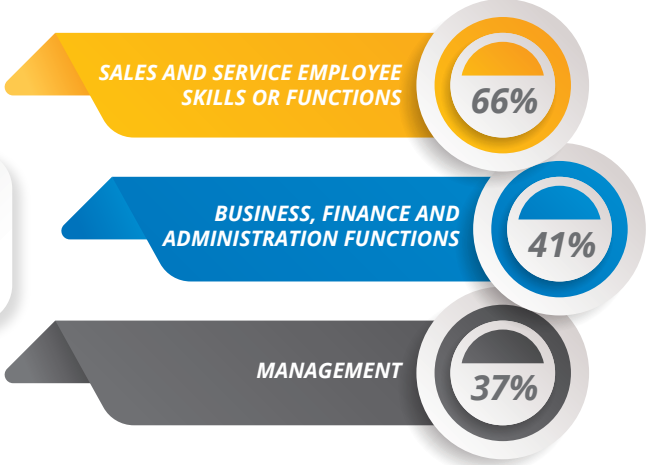 SALES AND SERVICE EMPLOYEE
SKILLS OR FUNCTIONS
66%
BUSINESS, FINANCE AND
ADMINISTRATION FUNCTIONS
41%
MANAGEMENT
37%